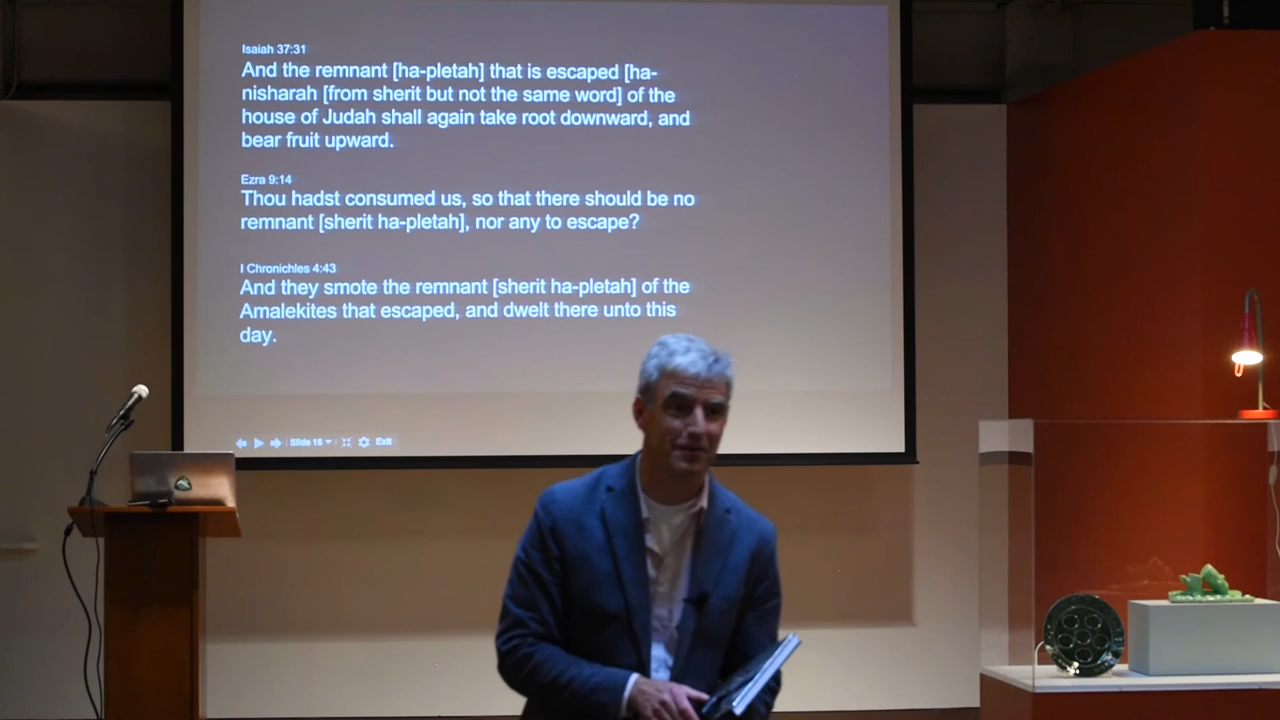 Isaiah 37:31
And the remnant [ha-pletah] that is escaped [ha-
nisharah [from sherit but not the same word] of the
house of Judah shall again take root downward, and
bear fruit upward.
Ezra 9:14
Thou hadst consumed us, so that there should be no
remnant [sherit ha-pletah], nor any to escape?
I Chronichles 4:43
And they smote the remnant [sherit ha-pletah] of the
Amalekites that escaped, and dwelt there unto this
day.
Slide 18 Exit